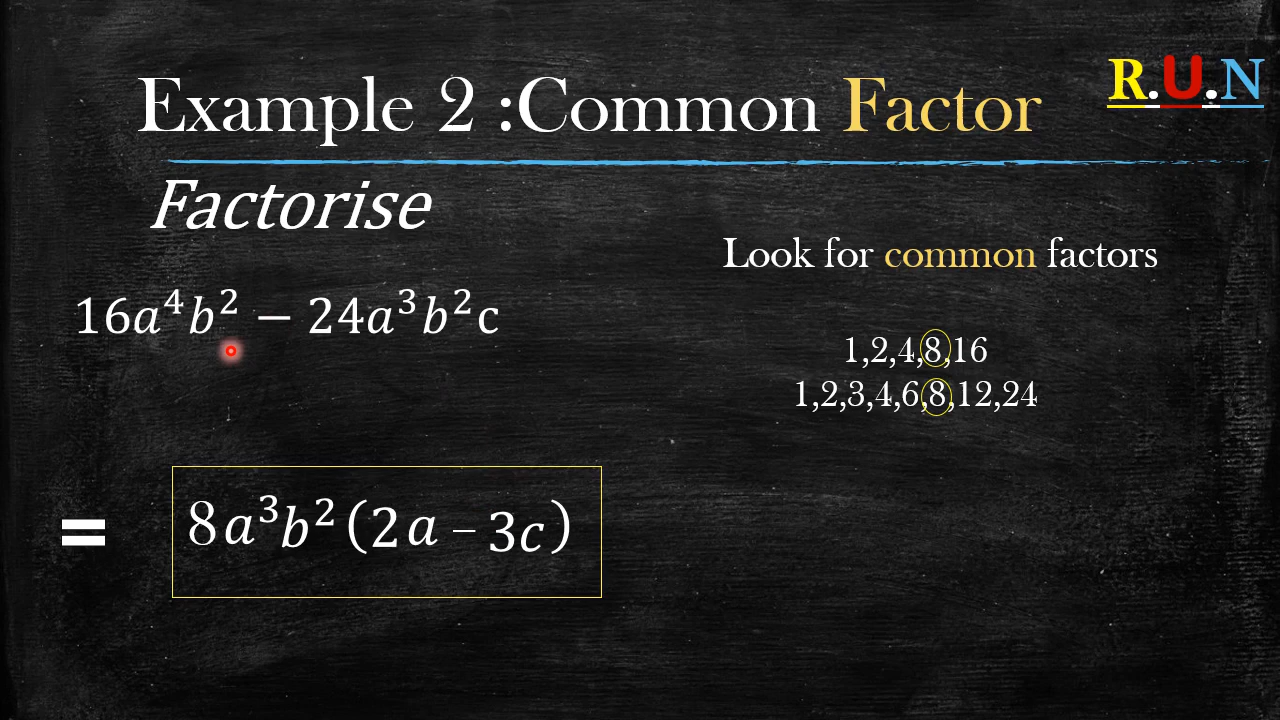 R.U.N
Example 2 :Common Factor
Factorise
Look for common factors
16a⁴b² − 24a³b²c
1,2,4,8,16
1,2,3,4,6,8,12,24
= 8a³b²(2a – 3c)